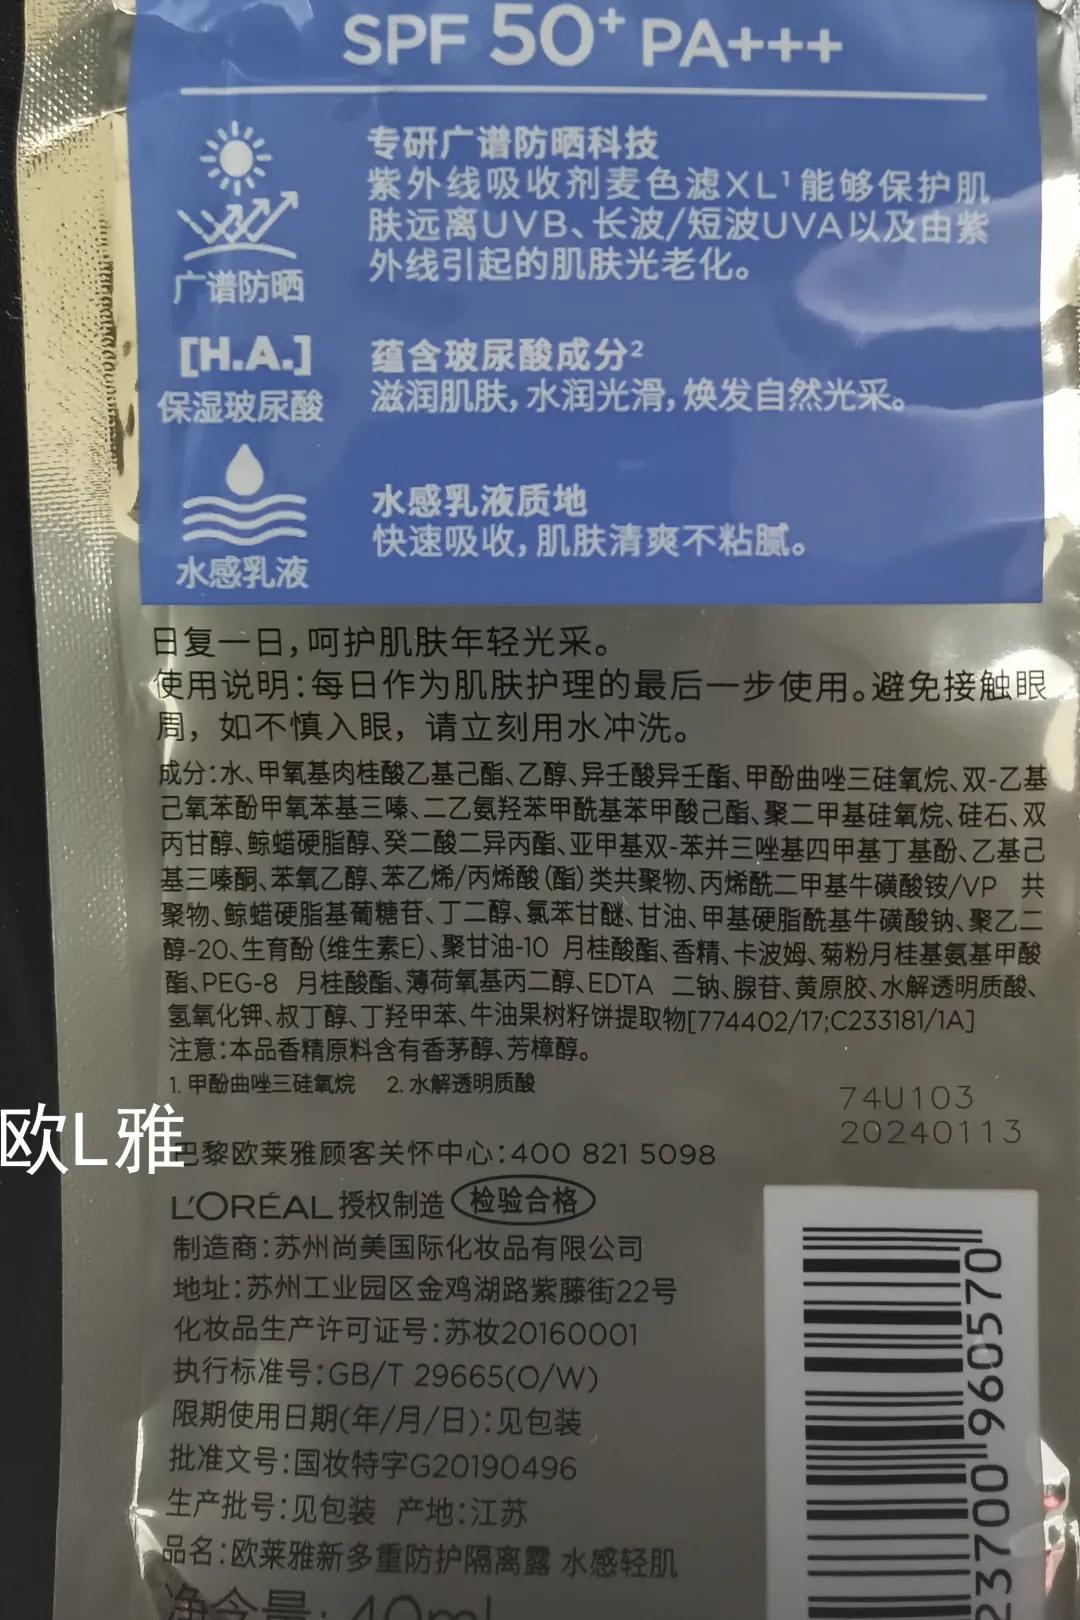 SPF 50+ PA+++
广谱防晒
专研广谱防晒科技
紫外线吸收剂麦色滤XL¹能够保护肌
肤远离UVB、长波/短波UVA以及由紫
外线引起的肌肤光老化。
[H.A.]
保湿玻尿酸
蕴含玻尿酸成分²
滋润肌肤,水润光滑,焕发自然光采。
水感乳液
水感乳液质地
快速吸收,肌肤清爽不粘腻。
日复一日,呵护肌肤年轻光采。
使用说明:每日作为肌肤护理的最后一步使用。避免接触眼
周，如不慎入眼，请立刻用水冲洗。
成分:水、甲氧基肉桂酸乙基己酯、乙醇、异壬酸异壬酯、甲酚曲唑三硅氧烷、双-乙基
己氧苯酚甲氧苯基三嗪、二乙氨羟苯甲酰基苯甲酸己酯、聚二甲基硅氧烷、硅石、双
丙甘醇、鲸蜡硬脂醇、癸二酸二异丙酯、亚甲基双-苯并三唑基四甲基丁基酚、乙基己
基三嗪酮、苯氧乙醇、苯乙烯/丙烯酸(酯)类共聚物、丙烯酰二甲基牛磺酸铵/VP 共
聚物、鲸蜡硬脂基葡糖苷、丁二醇、氯苯甘醚、甘油、甲基硬脂酰基牛磺酸钠、聚乙二
醇-20、生育酚(维生素E)、聚甘油-10 月桂酸酯、香精、卡波姆、菊粉月桂基氨基甲酸
酯、PEG-8 月桂酸酯、薄荷氧基丙二醇、EDTA 二钠、腺苷、黄原胶、水解透明质酸、
氢氧化钾、叔丁醇、丁羟甲苯、牛油果树籽饼提取物[774402/17;C233181/1A]
注意:本品香精原料含有香茅醇、芳樟醇。
1. 甲酚曲唑三硅氧烷 2. 水解透明质酸
74U103
20240113
欧L雅
巴黎欧莱雅顾客关怀中心:400 821 5098
L'ORÉAL 授权制造 检验合格
制造商:苏州尚美国际化妆品有限公司
地址:苏州工业园区金鸡湖路紫藤街22号
化妆品生产许可证号:苏妆20160001
执行标准号:GB/T 29665(O/W)
限期使用日期(年/月/日):见包装
批准文号:国妆特字G20190496
生产批号:见包装 产地:江苏
品名:欧莱雅新多重防护隔离露 水感轻肌
净含量: 40ml
23700 960570